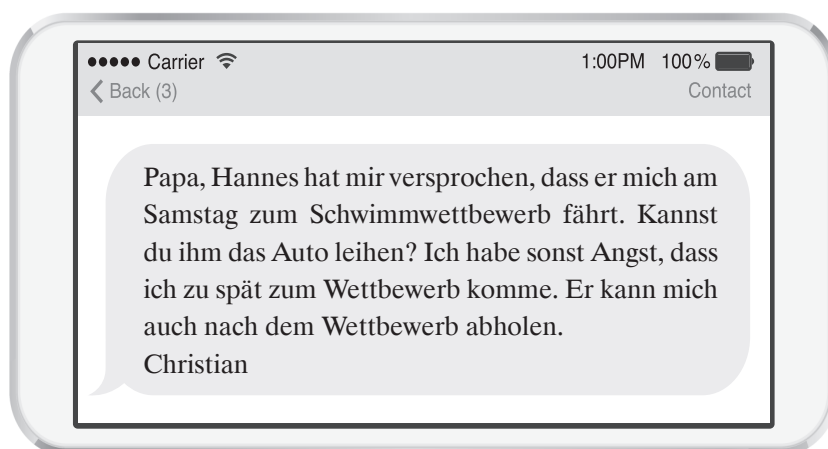 ●●●●● Carrier 1:00PM 100%
Back (3) Contact
Papa, Hannes hat mir versprochen, dass er mich am
Samstag zum Schwimmwettbewerb fährt. Kannst
du ihm das Auto leihen? Ich habe sonst Angst, dass
ich zu spät zum Wettbewerb komme. Er kann mich
auch nach dem Wettbewerb abholen.
Christian